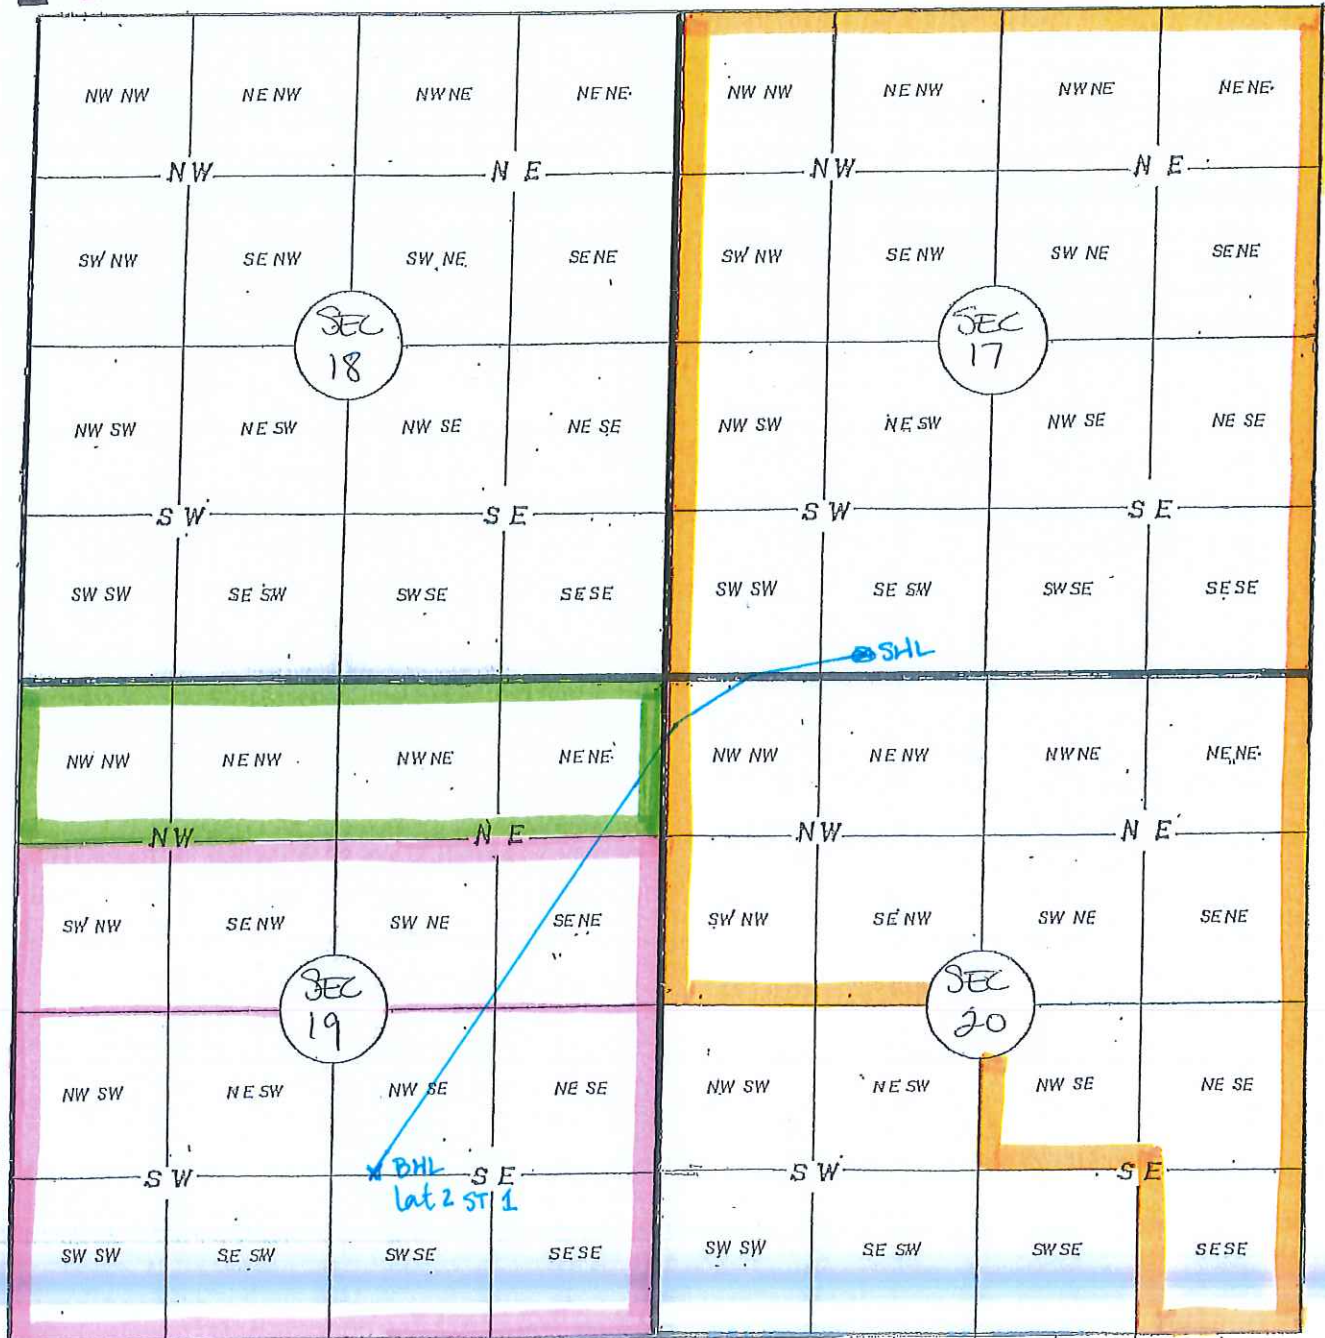 NW NW NE NW NW NE NE NE NW NW NE NW NW NE NE NE
NW N E NW N E
SW NW SE NW SW NE SE NE SW NW SE NW SW NE SE NE
SEC
18
SEC
17
NW SW NE SW NW SE NE SE NW SW NE SW NW SE NE SE
S W S E S W S E
SW SW SE SW SW SE SE SE SW SW SE SW SW SE SE SE
SHL
NW NW NE NW NW NE NE NE NW NW NE NW NW NE NE NE
NW N E NW N E
SW NW SE NW SW NE SE NE SW NW SE NW SW NE SE NE
SEC
19
SEC
20
NW SW NE SW NW SE NE SE NW SW NE SW NW SE NE SE
S W BHL S E S W S E
lat 2 ST 1
SW SW SE SW SW SE SE SE SW SW SE SW SW SE SE SE